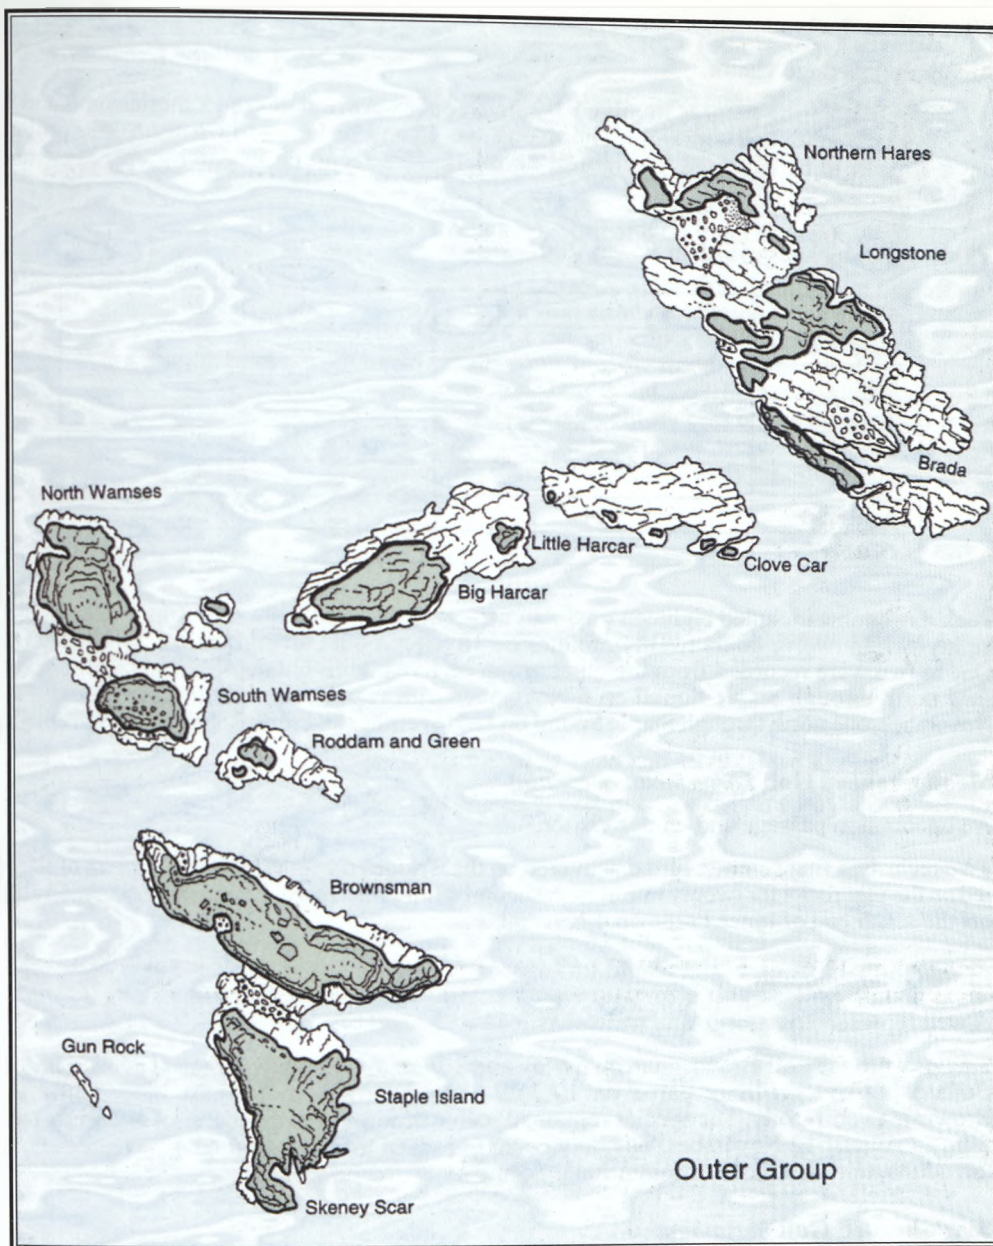 Northern Hares
Longstone
Brada
North Wamses
Little Harcar
Clove Car
Big Harcar
South Wamses
Roddam and Green
Brownsman
Gun Rock
Staple Island
Outer Group
Skeney Scar